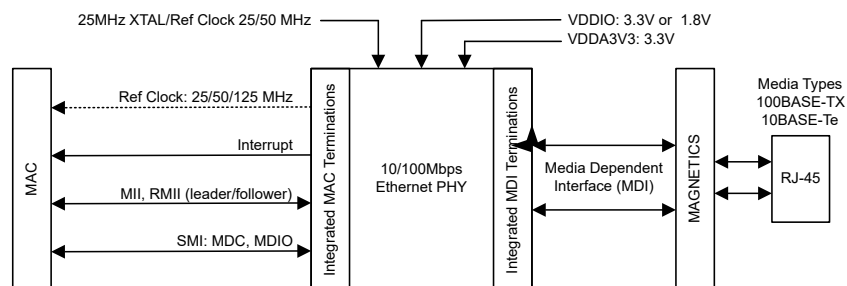 25MHz XTAL/Ref Clock 25/50 MHz
VDDIO: 3.3V or 1.8V
VDDA3V3: 3.3V
MAC
Ref Clock: 25/50/125 MHz
Interrupt
MII, RMII (leader/follower)
SMI: MDC, MDIO
Integrated MAC Terminations
10/100Mbps
Ethernet PHY
Integrated MDI Terminations
Media Dependent
Interface (MDI)
MAGNETICS
Media Types
100BASE-TX
10BASE-Te
RJ-45